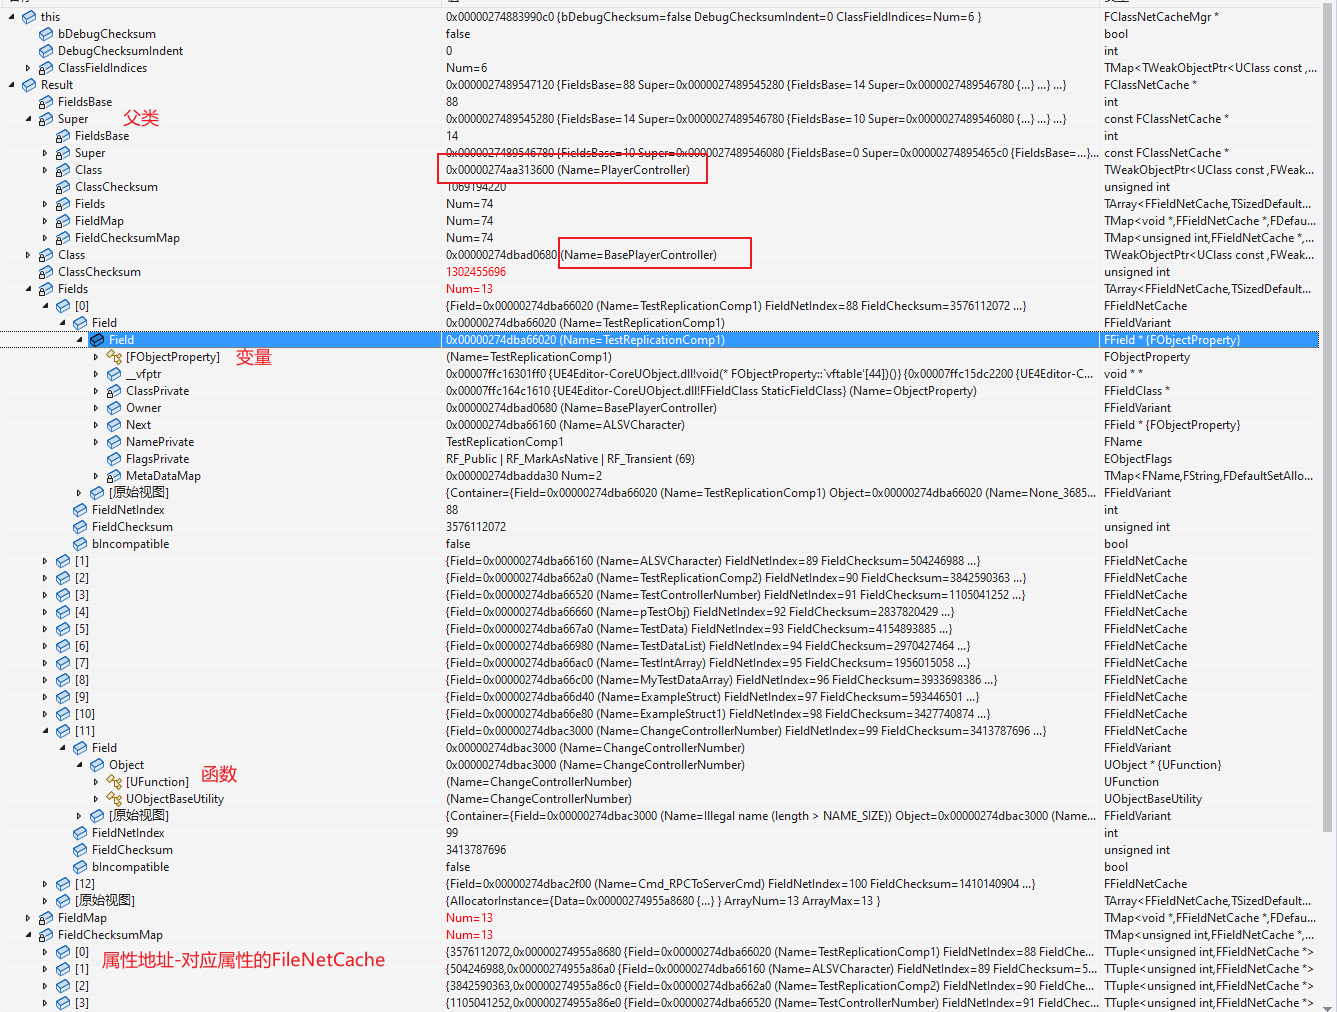 this 0x00000274883990c0 {bDebugChecksum=false DebugChecksumIndent=0 ClassFieldIndices=Num=6 } FClassNetCacheMgr *
bDebugChecksum false bool
DebugChecksumIndent 0 int
ClassFieldIndices Num=6 TMap<TWeakObjectPtr<UClass const ,...
Result 0x0000027489547120 {FieldsBase=88 Super=0x0000027489545280 {FieldsBase=14 Super=0x0000027489546780 {...} ...} ...} FClassNetCache *
FieldsBase 88 int
Super 父类 0x0000027489545280 {FieldsBase=14 Super=0x0000027489546780 {FieldsBase=10 Super=0x0000027489546080 {...} ...} ...} const FClassNetCache *
FieldsBase 14 int
Super 0x0000027489546780 {FieldsBase=10 Super=0x0000027489546080 {FieldsBase=0 Super=0x00000274895465c0 {FieldsBase=...}... const FClassNetCache *
Class 0x00000274aa313600 (Name=PlayerController) TWeakObjectPtr<UClass const ,FWeak...
ClassChecksum 1069194220 unsigned int
Fields Num=74 TArray<FFieldNetCache,TSizedDefault...
FieldMap Num=74 TMap<void *,FFieldNetCache *,FDefau...
FieldChecksumMap Num=74 TMap<unsigned int,FFieldNetCache *,...
Class 0x00000274dbad0680 (Name=BasePlayerController) TWeakObjectPtr<UClass const ,FWeak...
ClassChecksum 1302455696 unsigned int
Fields Num=13 TArray<FFieldNetCache,TSizedDefault...
[0] {Field=0x00000274dba66020 (Name=TestReplicationComp1) FieldNetIndex=88 FieldChecksum=3576112072 ...} FFieldNetCache
Field 0x00000274dba66020 (Name=TestReplicationComp1) FFieldVariant
Field 0x00000274dba66020 (Name=TestReplicationComp1) FField * {FObjectProperty}
[FObjectProperty] 变量 (Name=TestReplicationComp1) FObjectProperty
__vfptr 0x00007ffc16301ff0 {UE4Editor-CoreUObject.dll!void(* FObjectProperty::`vftable'[44])()} {0x00007ffc15dc2200 {UE4Editor-C... void * *
ClassPrivate 0x00007ffc164c1610 {UE4Editor-CoreUObject.dll!FFieldClass StaticFieldClass} (Name=ObjectProperty) FFieldClass *
Owner 0x00000274dbad0680 (Name=BasePlayerController) FFieldVariant
Next 0x00000274dba66160 (Name=ALSVCharacter) FField * {FObjectProperty}
NamePrivate TestReplicationComp1 FName
FlagsPrivate RF_Public | RF_MarkAsNative | RF_Transient (69) EObjectFlags
MetaDataMap 0x00000274dbadda30 Num=2 TMap<FName,FString,FDefaultSetAllo...
[原始视图] {Container={Field=0x00000274dba66020 (Name=TestReplicationComp1) Object=0x00000274dba66020 (Name=None_3685... FFieldVariant
FieldNetIndex 88 int
FieldChecksum 3576112072 unsigned int
bIncompatible false bool
[1] {Field=0x00000274dba66160 (Name=ALSVCharacter) FieldNetIndex=89 FieldChecksum=504246988 ...} FFieldNetCache
[2] {Field=0x00000274dba662a0 (Name=TestReplicationComp2) FieldNetIndex=90 FieldChecksum=3842590363 ...} FFieldNetCache
[3] {Field=0x00000274dba66520 (Name=TestControllerNumber) FieldNetIndex=91 FieldChecksum=1105041252 ...} FFieldNetCache
[4] {Field=0x00000274dba66660 (Name=pTestObj) FieldNetIndex=92 FieldChecksum=2837820429 ...} FFieldNetCache
[5] {Field=0x00000274dba667a0 (Name=TestData) FieldNetIndex=93 FieldChecksum=4154893885 ...} FFieldNetCache
[6] {Field=0x00000274dba66980 (Name=TestDataList) FieldNetIndex=94 FieldChecksum=2970427464 ...} FFieldNetCache
[7] {Field=0x00000274dba66ac0 (Name=TestIntArray) FieldNetIndex=95 FieldChecksum=1956015058 ...} FFieldNetCache
[8] {Field=0x00000274dba66c00 (Name=MyTestDataArray) FieldNetIndex=96 FieldChecksum=3933698386 ...} FFieldNetCache
[9] {Field=0x00000274dba66d40 (Name=ExampleStruct) FieldNetIndex=97 FieldChecksum=593446501 ...} FFieldNetCache
[10] {Field=0x00000274dba66e80 (Name=ExampleStruct1) FieldNetIndex=98 FieldChecksum=3427740874 ...} FFieldNetCache
[11] {Field=0x00000274dbac3000 (Name=ChangeControllerNumber) FieldNetIndex=99 FieldChecksum=3413787696 ...} FFieldNetCache
Field 0x00000274dbac3000 (Name=ChangeControllerNumber) FFieldVariant
Object 0x00000274dbac3000 (Name=ChangeControllerNumber) UObject * {UFunction}
[UFunction] 函数 (Name=ChangeControllerNumber) UFunction
UObjectBaseUtility (Name=ChangeControllerNumber) UObjectBaseUtility
[原始视图] {Container={Field=0x00000274dbac3000 (Name=Illegal name (length > NAME_SIZE)) Object=0x00000274dbac3000 (Name... FFieldVariant
FieldNetIndex 99 int
FieldChecksum 3413787696 unsigned int
bIncompatible false bool
[12] {Field=0x00000274dbac2f00 (Name=Cmd_RPCToServerCmd) FieldNetIndex=100 FieldChecksum=1410140904 ...} FFieldNetCache
[原始视图] {AllocatorInstance={Data=0x00000274955a8680 {...} } ArrayNum=13 ArrayMax=13 } TArray<FFieldNetCache,TSizedDefault...
FieldMap Num=13 TMap<void *,FFieldNetCache *,FDefau...
FieldChecksumMap Num=13 TMap<unsigned int,FFieldNetCache *,...
[0] 属性地址-对应属性的FileNetCache {3576112072,0x00000274955a8680 {Field=0x00000274dba66020 (Name=TestReplicationComp1) FieldNetIndex=88 FieldChe... TTuple<unsigned int,FFieldNetCache *>
[1] {504246988,0x00000274955a86a0 {Field=0x00000274dba66160 (Name=ALSVCharacter) FieldNetIndex=89 FieldChecksum=5... TTuple<unsigned int,FFieldNetCache *>
[2] {3842590363,0x00000274955a86c0 {Field=0x00000274dba662a0 (Name=TestReplicationComp2) FieldNetIndex=90 FieldChe... TTuple<unsigned int,FFieldNetCache *>
[3] {1105041252,0x00000274955a86e0 {Field=0x00000274dba66520 (Name=TestControllerNumber) FieldNetIndex=91 FieldChec... TTuple<unsigned int,FFieldNetCache *>